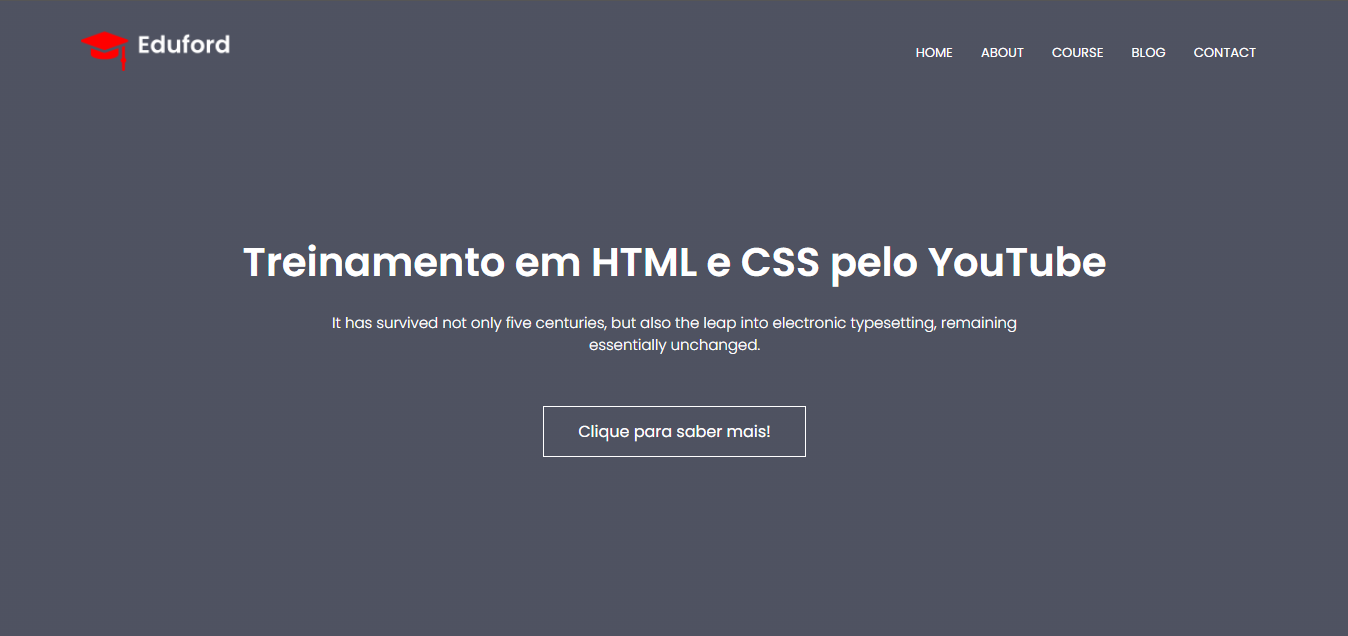 Eduford
HOME ABOUT COURSE BLOG CONTACT
Treinamento em HTML e CSS pelo YouTube
It has survived not only five centuries, but also the leap into electronic typesetting, remaining
essentially unchanged.
Clique para saber mais!